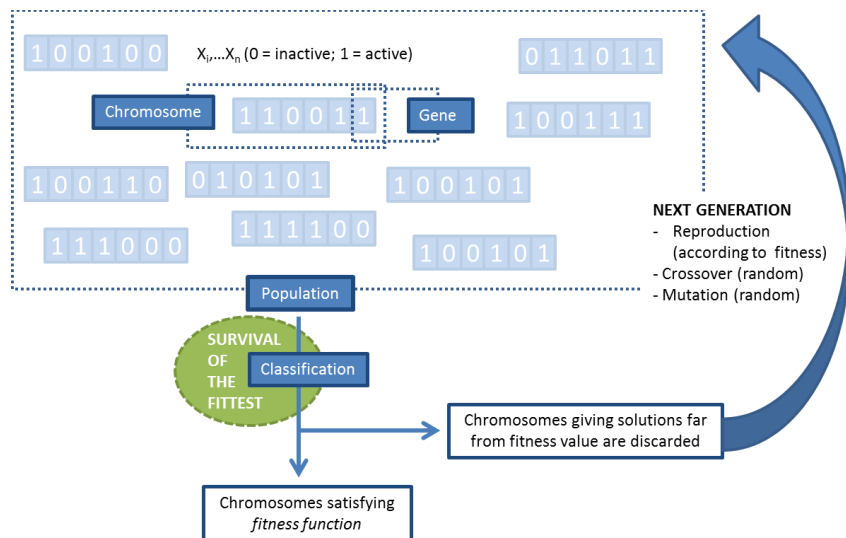 100100
X₁,...Xₙ (0 = inactive; 1 = active)
011011
Chromosome
110011
Gene
100111
100110
010101
100101
111000
111100
100101
NEXT GENERATION
- Reproduction
(according to fitness)
- Crossover (random)
- Mutation (random)
Population
SURVIVAL
OF
THE
FITTEST
Classification
Chromosomes giving solutions far
from fitness value are discarded
Chromosomes satisfying
fitness function